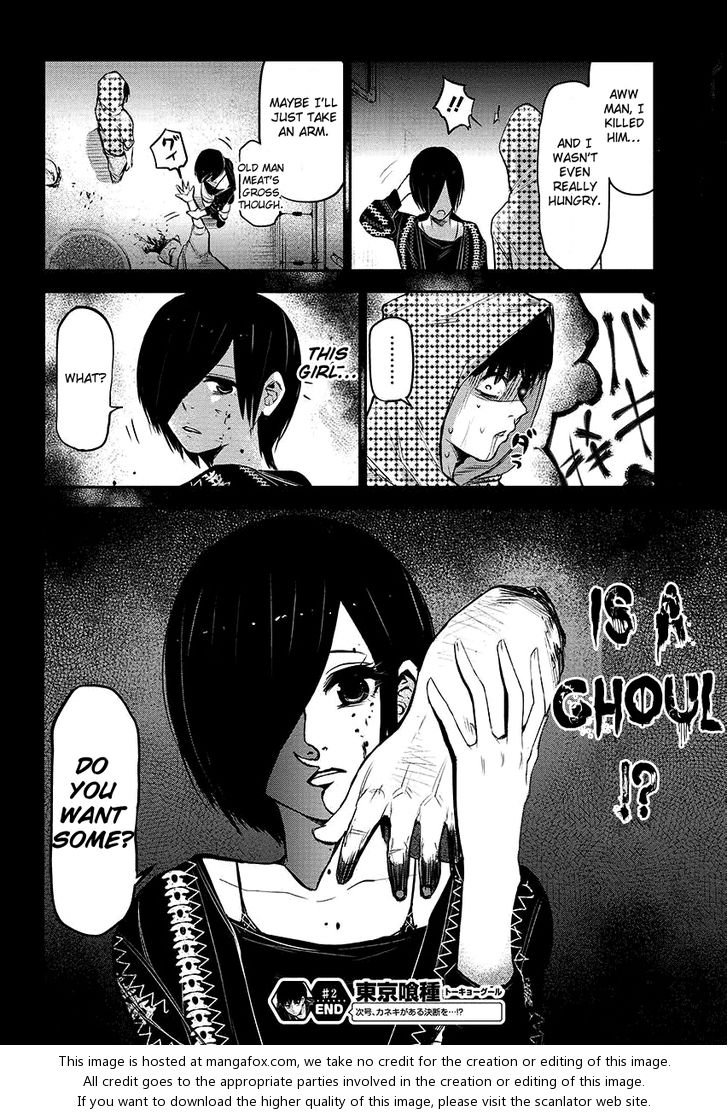 AWW
MAN, I
KILLED
HIM...
AND I
WASN'T
EVEN
REALLY
HUNGRY.
!!
MAYBE I'LL
JUST TAKE
AN ARM.
グイ
OLD MAN
MEAT'S
GROSS,
THOUGH.
.........
THIS
GIRL...
WHAT?
IS A
GHOUL
!?
DO
YOU
WANT
SOME?
#2
END
東京喰種
トーキョーグール
次号、カネキがある決断を…!?
This image is hosted at mangafox.com, we take no credit for the creation or editing of this image.
All credit goes to the appropriate parties involved in the creation or editing of this image.
If you want to download the higher quality of this image, please visit the scanlator web site.